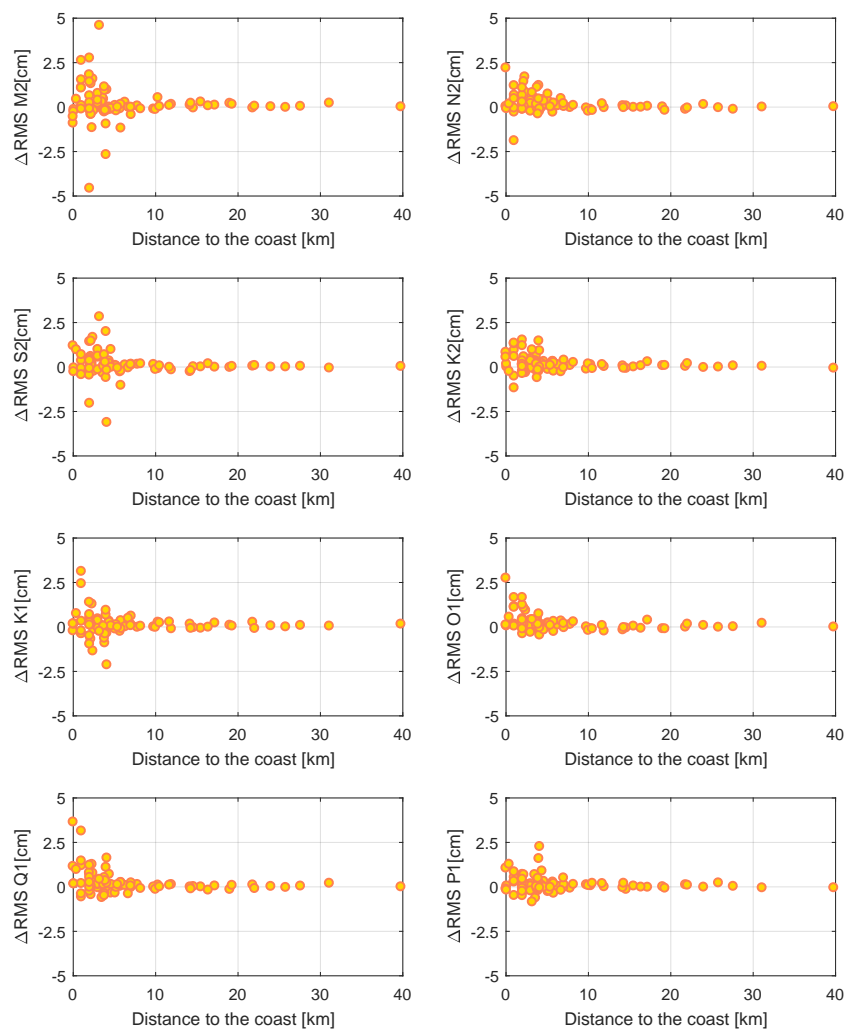 5
2.5
0
-2.5
-5
ΔRMS M2[cm]
0 10 20 30 40
Distance to the coast [km]
5
2.5
0
-2.5
-5
ΔRMS N2[cm]
0 10 20 30 40
Distance to the coast [km]
5
2.5
0
-2.5
-5
ΔRMS S2[cm]
0 10 20 30 40
Distance to the coast [km]
5
2.5
0
-2.5
-5
ΔRMS K2[cm]
0 10 20 30 40
Distance to the coast [km]
5
2.5
0
-2.5
-5
ΔRMS K1[cm]
0 10 20 30 40
Distance to the coast [km]
5
2.5
0
-2.5
-5
ΔRMS O1[cm]
0 10 20 30 40
Distance to the coast [km]
5
2.5
0
-2.5
-5
ΔRMS Q1[cm]
0 10 20 30 40
Distance to the coast [km]
5
2.5
0
-2.5
-5
ΔRMS P1[cm]
0 10 20 30 40
Distance to the coast [km]